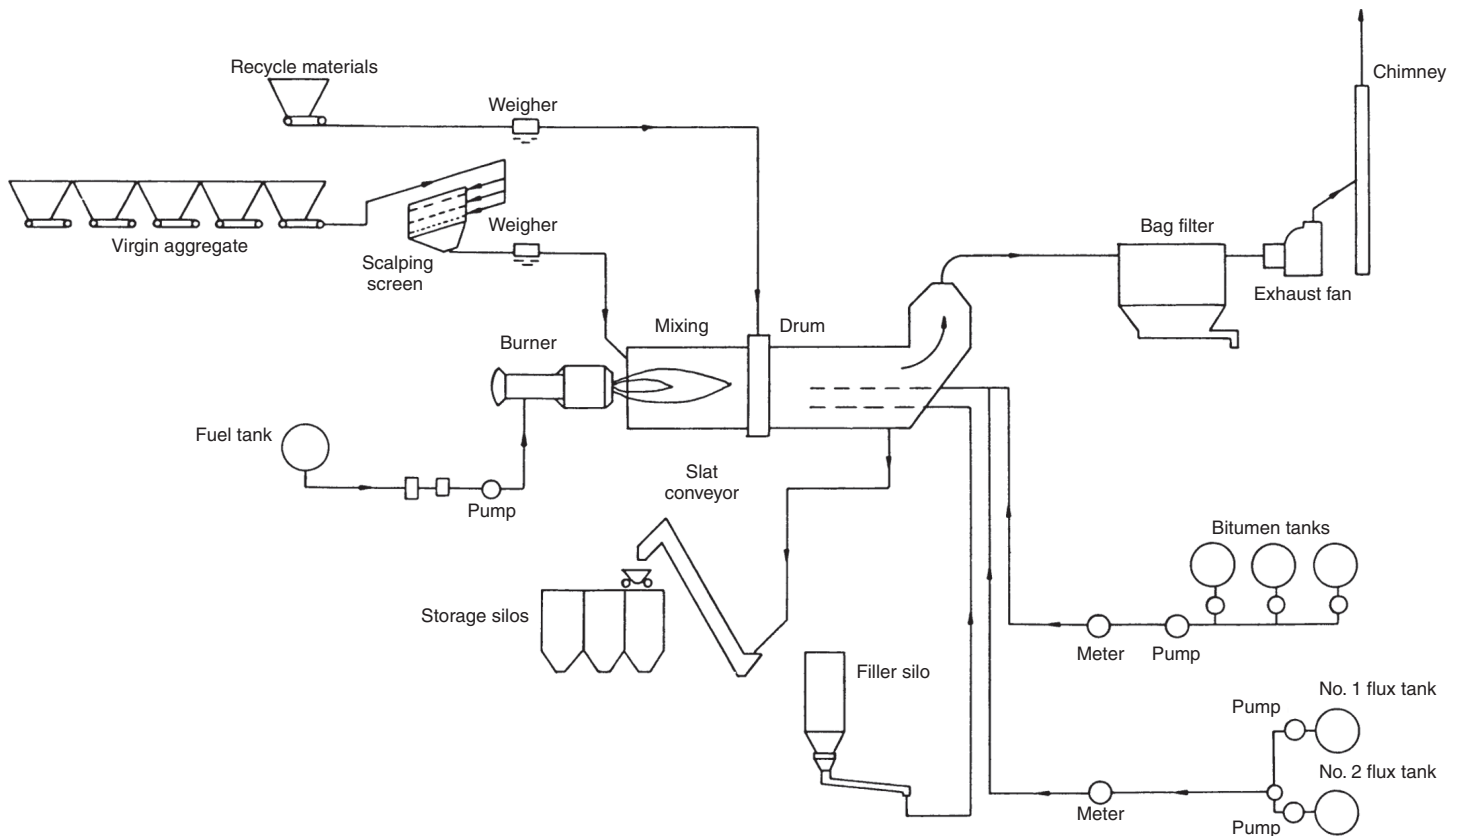 Recycle materials
Chimney
Weigher
Virgin aggregate
Weigher
Scalping
screen
Bag filter
Exhaust fan
Mixing
Drum
Burner
Fuel tank
Pump
Slat
conveyor
Bitumen tanks
Storage silos
Meter
Pump
Filler silo
No. 1 flux tank
Pump
No. 2 flux tank
Meter
Pump